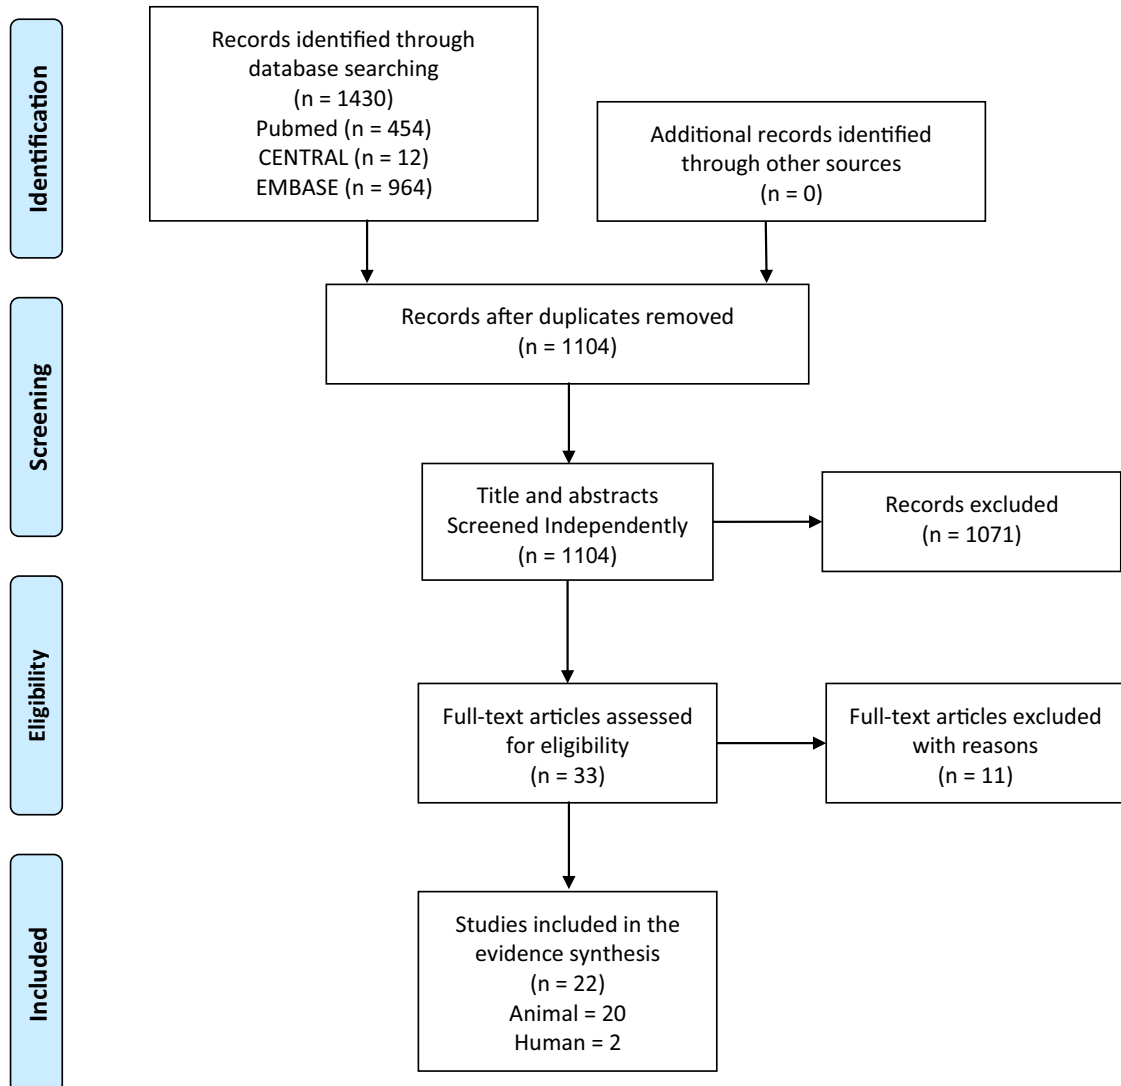 Identification
Records identified through
database searching
(n = 1430)
Pubmed (n = 454)
CENTRAL (n = 12)
EMBASE (n = 964)
Additional records identified
through other sources
(n = 0)
Screening
Records after duplicates removed
(n = 1104)
Title and abstracts
Screened Independently
(n = 1104)
Records excluded
(n = 1071)
Eligibility
Full-text articles assessed
for eligibility
(n = 33)
Full-text articles excluded
with reasons
(n = 11)
Included
Studies included in the
evidence synthesis
(n = 22)
Animal = 20
Human = 2